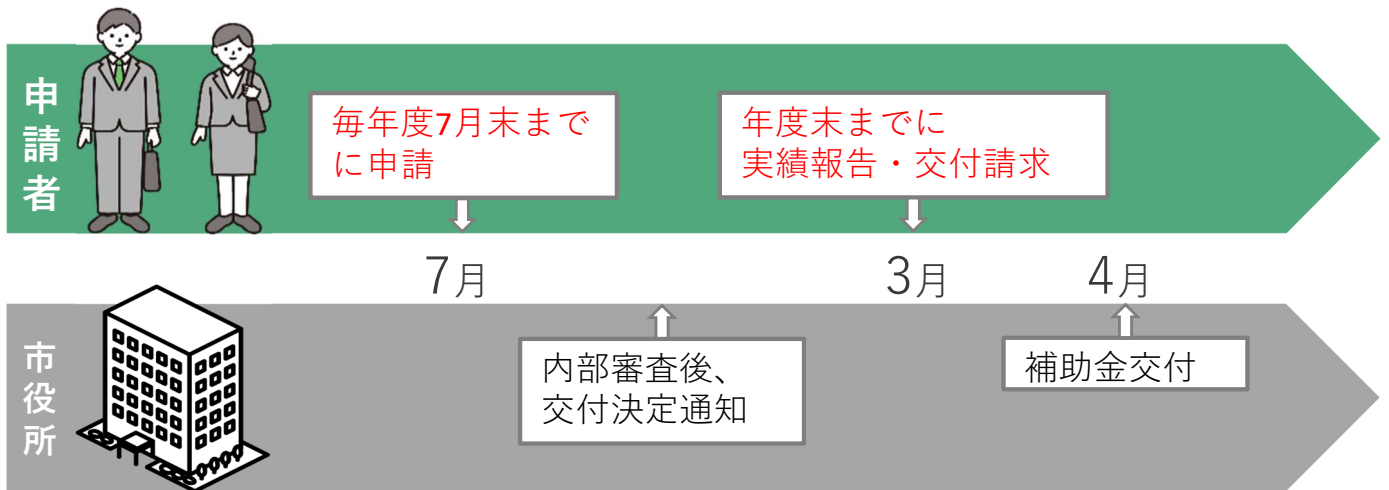 申請者
毎年度7月末まで
に申請
年度末までに
実績報告・交付請求
7月
3月
4月
市役所
内部審査後、
交付決定通知
補助金交付